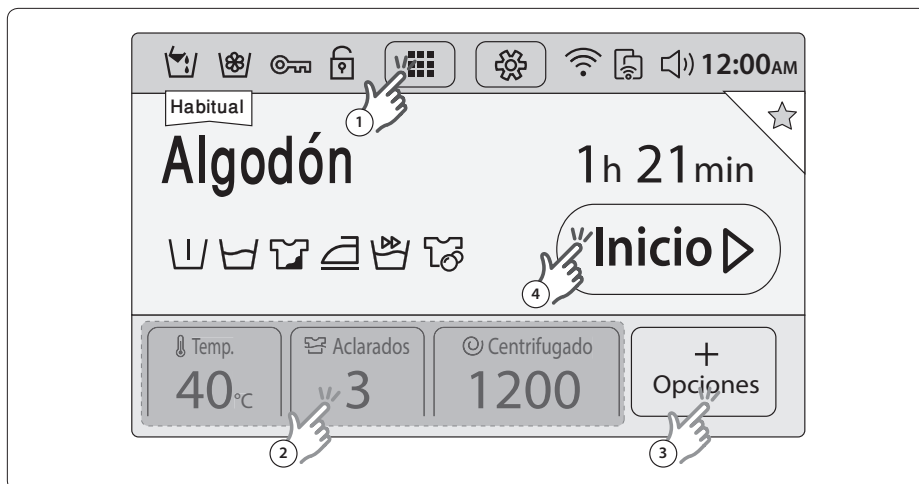 12:00AM
1
Habitual
Algodón
1h 21min
Inicio
4
Temp.
Aclarados
Centrifugado
40°C
3
1200
+
Opciones
2
3